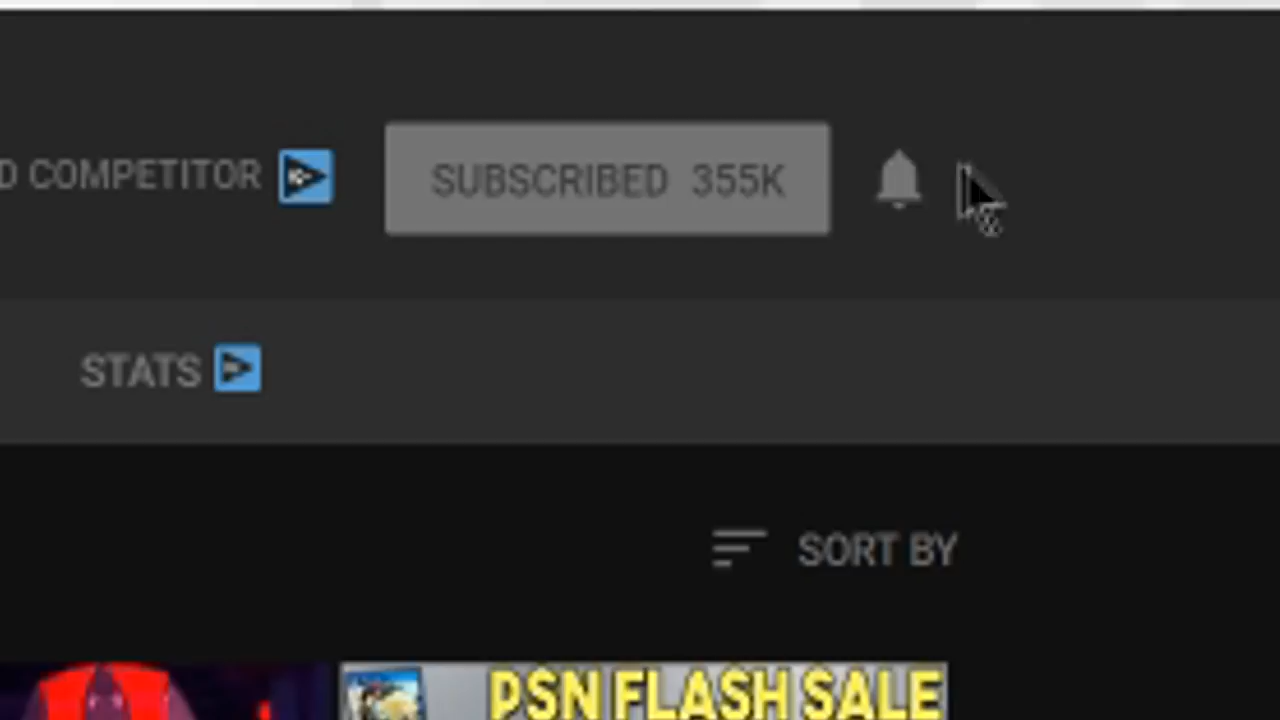 D COMPETITOR
SUBSCRIBED 355K
STATS
SORT BY
PSN FLASH SALE